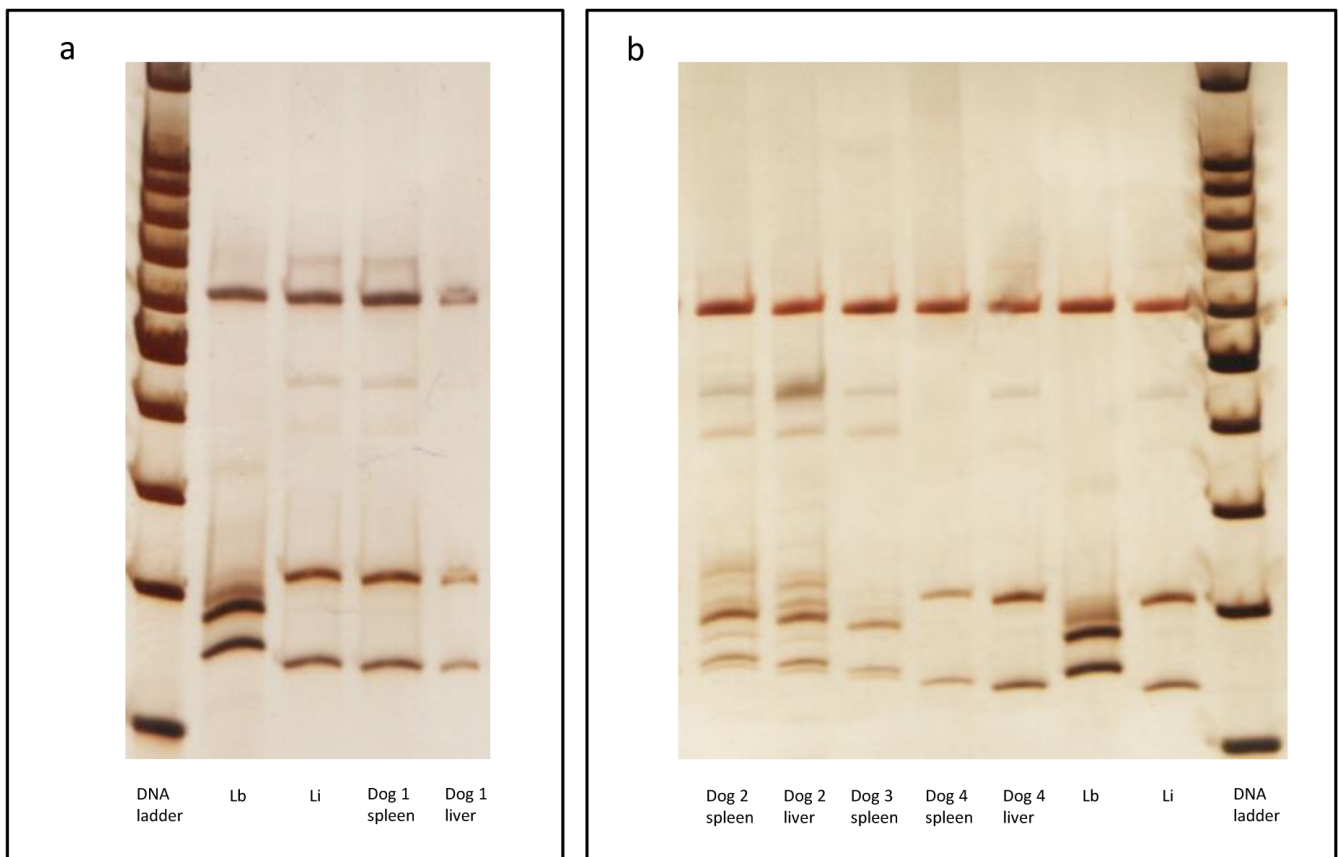 a
b
DNA
ladder
Lb
Li
Dog 1
spleen
Dog 1
liver
Dog 2
spleen
Dog 2
liver
Dog 3
spleen
Dog 4
spleen
Dog 4
liver
Lb
Li
DNA
ladder